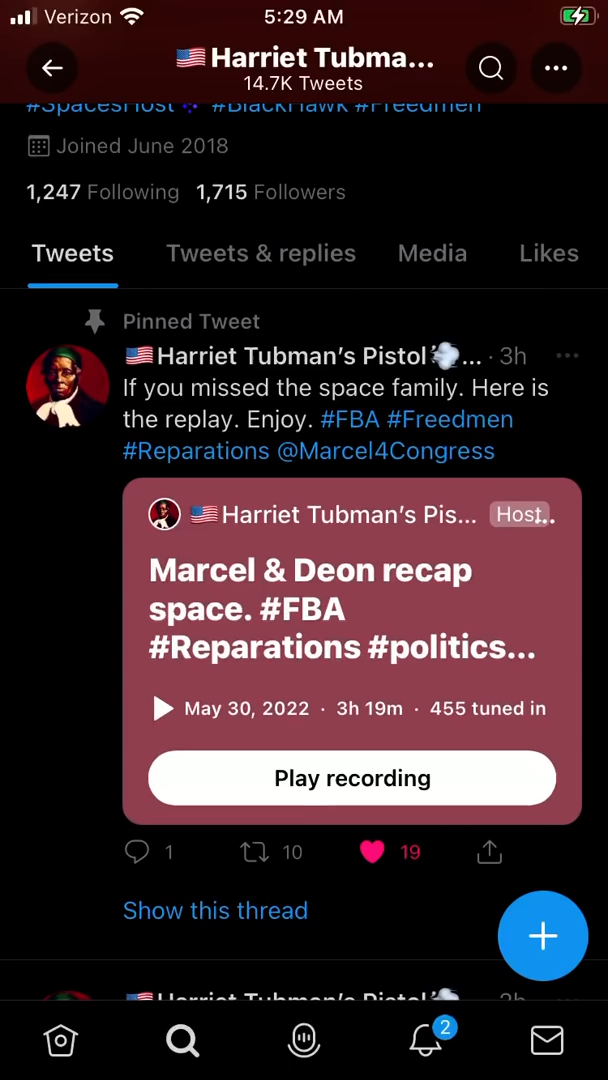 Verizon 5:29 AM
🇺🇸Harriet Tubma...
14.7K Tweets
#SpacesHost #BlackHawk #Freedmen
Joined June 2018
1,247 Following 1,715 Followers
Tweets Tweets & replies Media Likes
Pinned Tweet
🇺🇸Harriet Tubman's Pistol💨... · 3h
If you missed the space family. Here is
the replay. Enjoy. #FBA #Freedmen
#Reparations @Marcel4Congress
🇺🇸Harriet Tubman's Pis... Host...
Marcel & Deon recap
space. #FBA
#Reparations #politics...
May 30, 2022 · 3h 19m · 455 tuned in
Play recording
1 10 19
Show this thread
🇺🇸Harriet Tubman's Pistol💨
2